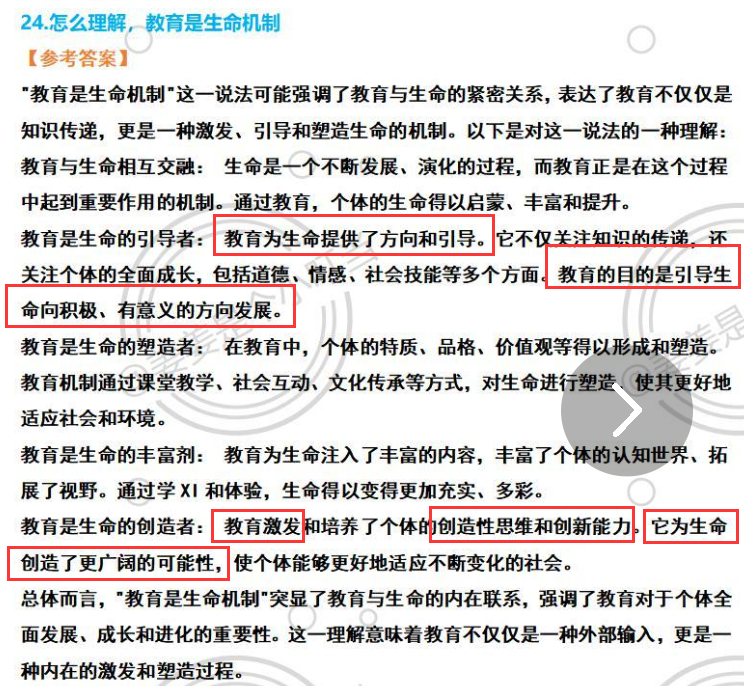 24.怎么理解，教育是生命机制
【参考答案】
"教育是生命机制"这一说法可能强调了教育与生命的紧密关系，表达了教育不仅仅是
知识传递，更是一种激发、引导和塑造生命的机制。以下是对这一说法的一种理解：
教育与生命相互交融： 生命是一个不断发展、演化的过程，而教育正是在这个过程
中起到重要作用的机制。通过教育，个体的生命得以启蒙、丰富和提升。
教育是生命的引导者： 教育为生命提供了方向和引导。它不仅关注知识的传递，还
关注个体的全面成长，包括道德、情感、社会技能等多个方面。教育的目的是引导生
命向积极、有意义的方向发展。
教育是生命的塑造者： 在教育中，个体的特质、品格、价值观等得以形成和塑造。
教育机制通过课堂教学、社会互动、文化传承等方式，对生命进行塑造，使其更好地
适应社会和环境。
教育是生命的丰富剂： 教育为生命注入了丰富的内容，丰富了个体的认知世界、拓
展了视野。通过学 XI 和体验，生命得以变得更加充实、多彩。
教育是生命的创造者： 教育激发和培养了个体的创造性思维和创新能力。它为生命
创造了更广阔的可能性，使个体能够更好地适应不断变化的社会。
总体而言，"教育是生命机制"突显了教育与生命的内在联系，强调了教育对于个体全
面发展、成长和进化的重要性。这一理解意味着教育不仅仅是一种外部输入，更是一
种内在的激发和塑造过程。